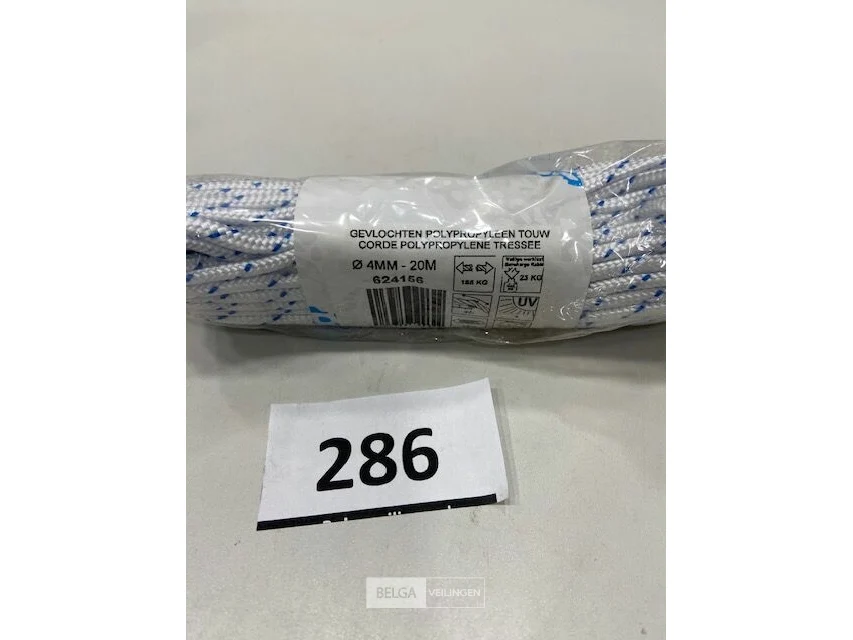 GEVLOCHTEN POLYPROPYLEEN TOUW
CORDE POLYPROPYLENE TRESSEE
Ø 4MM - 20M
624156
185 KG
23 KG
UV
286
BELGA VEILINGEN